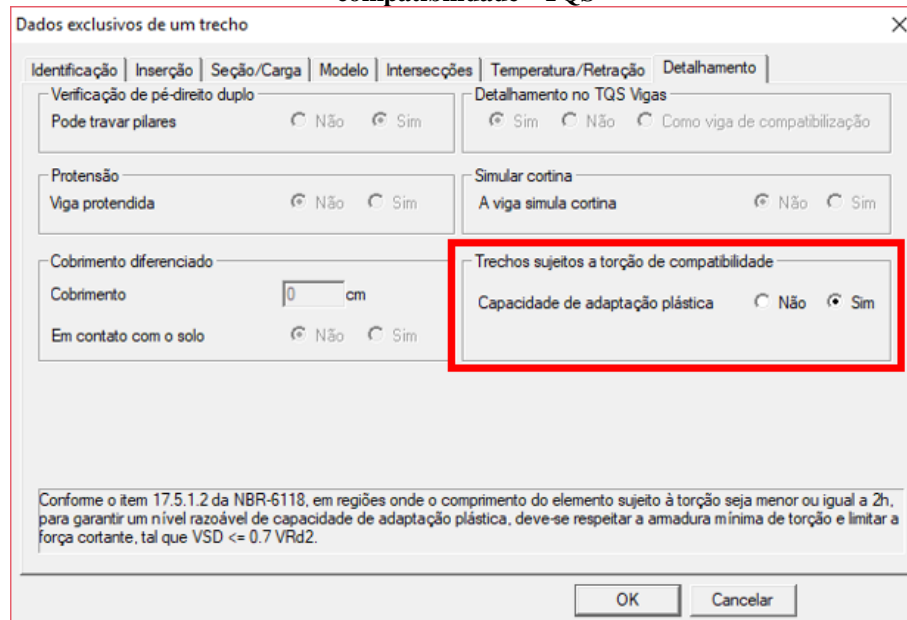 compatibilidade - TQS
Dados exclusivos de um trecho
Identificação Inserção Seção/Carga Modelo Intersecções Temperatura/Retração Detalhamento
Verificação de pé-direito duplo
Pode travar pilares Não Sim
Detalhamento no TQS Vigas
Sim Não Como viga de compatibilização
Protensão
Viga protendida Não Sim
Simular cortina
A viga simula cortina Não Sim
Cobrimento diferenciado
Cobrimento 0 cm
Em contato com o solo Não Sim
Trechos sujeitos a torção de compatibilidade
Capacidade de adaptação plástica Não Sim
Conforme o item 17.5.1.2 da NBR-6118, em regiões onde o comprimento do elemento sujeito à torção seja menor ou igual a 2h,
para garantir um nível razoável de capacidade de adaptação plástica, deve-se respeitar a armadura mínima de torção e limitar a
força cortante, tal que VSD <= 0.7 VRd2.
OK Cancelar